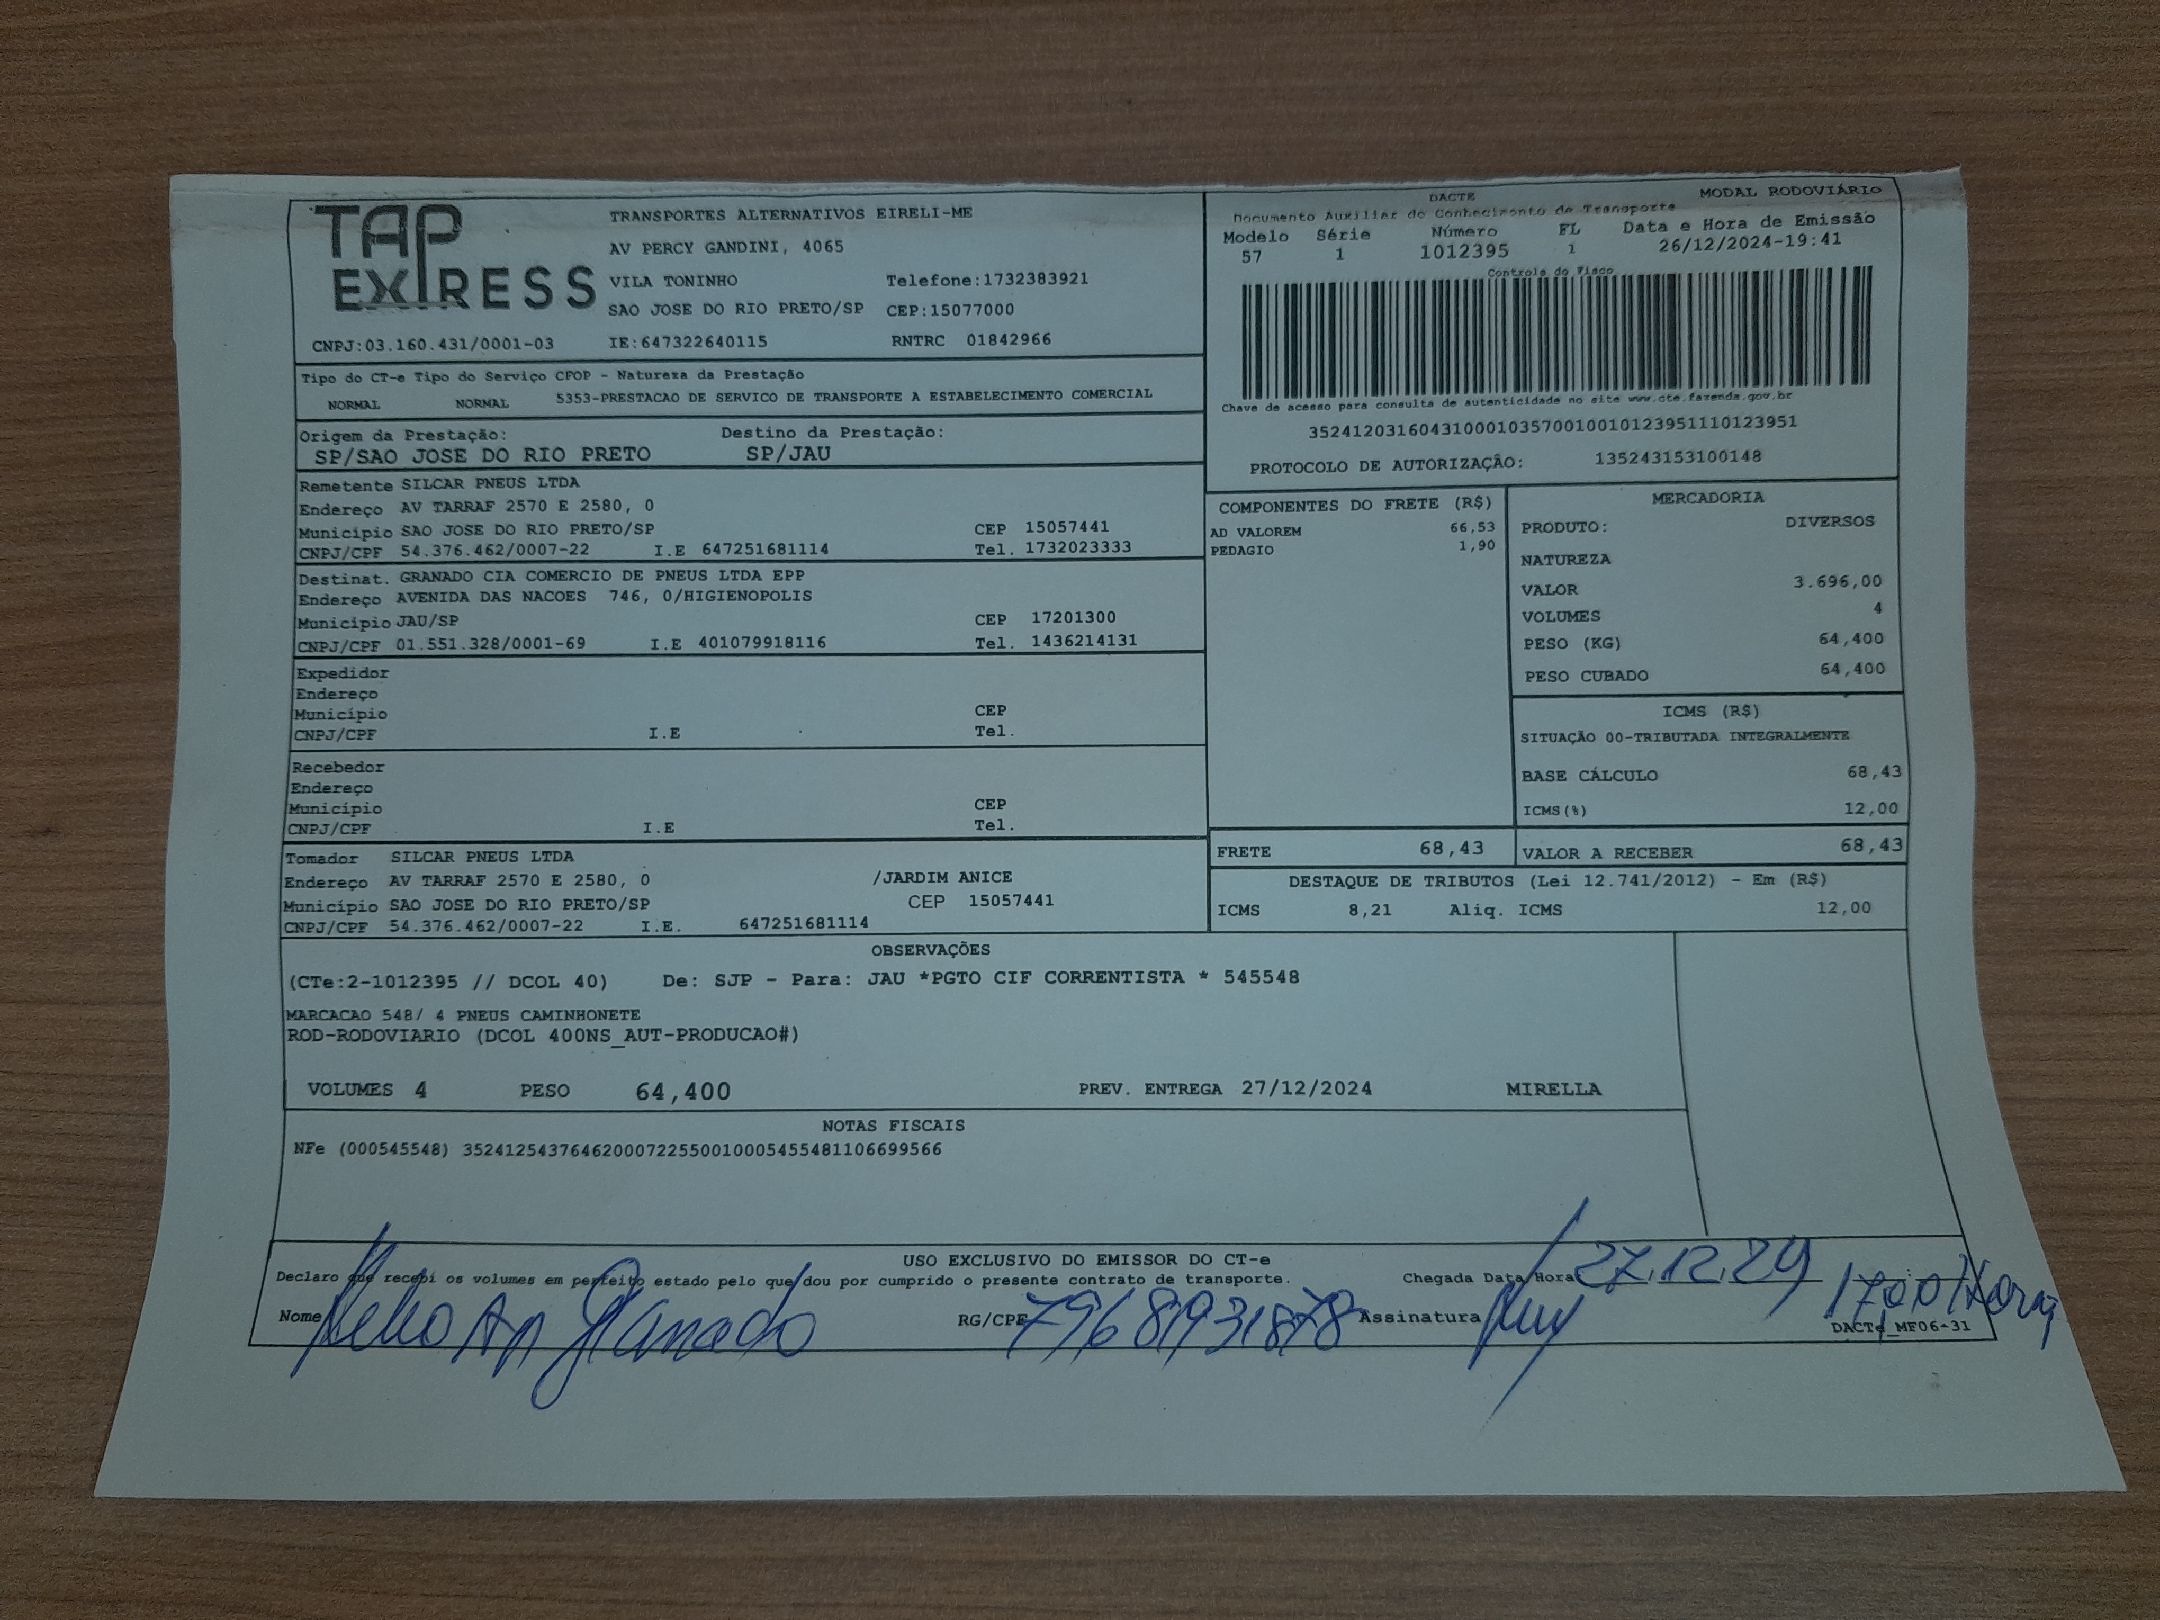 TAP EXPRESS
TRANSPORTES ALTERNATIVOS EIRELI-ME
AV PERCY GANDINI, 4065
VILA TONINHO Telefone:1732383921
SAO JOSE DO RIO PRETO/SP CEP:15077000
CNPJ:03.160.431/0001-03 IE:647322640115 RNTRC 01842966
DACTE MODAL RODOVIÁRIO
Documento Auxiliar do Conhecimento de Transporte
Modelo Série Número FL Data e Hora de Emissão
57 1 1012395 1 26/12/2024-19:41
Controle do Fisco
Chave de acesso para consulta de autenticidade no site www.cte.fazenda.gov.br
35241203160431000103570010010123951110123951
PROTOCOLO DE AUTORIZAÇÃO: 135243153100148
Tipo do CT-e Tipo do Serviço CFOP - Natureza da Prestação
NORMAL NORMAL 5353-PRESTACAO DE SERVICO DE TRANSPORTE A ESTABELECIMENTO COMERCIAL
Origem da Prestação: Destino da Prestação:
SP/SAO JOSE DO RIO PRETO SP/JAU
Remetente SILCAR PNEUS LTDA
Endereço AV TARRAF 2570 E 2580, 0
Município SAO JOSE DO RIO PRETO/SP CEP 15057441
CNPJ/CPF 54.376.462/0007-22 I.E 647251681114 Tel. 1732023333
Destinat. GRANADO CIA COMERCIO DE PNEUS LTDA EPP
Endereço AVENIDA DAS NACOES 746, 0/HIGIENOPOLIS
Município JAU/SP CEP 17201300
CNPJ/CPF 01.551.328/0001-69 I.E 401079918116 Tel. 1436214131
Expedidor
Endereço
Município CEP
CNPJ/CPF I.E Tel.
Recebedor
Endereço
Município CEP
CNPJ/CPF I.E Tel.
Tomador SILCAR PNEUS LTDA
Endereço AV TARRAF 2570 E 2580, 0 /JARDIM ANICE
Município SAO JOSE DO RIO PRETO/SP CEP 15057441
CNPJ/CPF 54.376.462/0007-22 I.E. 647251681114
COMPONENTES DO FRETE (R$)
AD VALOREM 66,53
PEDAGIO 1,90
MERCADORIA
PRODUTO: DIVERSOS
NATUREZA
VALOR 3.696,00
VOLUMES 4
PESO (KG) 64,400
PESO CUBADO 64,400
ICMS (R$)
SITUAÇÃO 00-TRIBUTADA INTEGRALMENTE
BASE CÁLCULO 68,43
ICMS(%) 12,00
FRETE 68,43 VALOR A RECEBER 68,43
DESTAQUE DE TRIBUTOS (Lei 12.741/2012) - Em (R$)
ICMS 8,21 Aliq. ICMS 12,00
OBSERVAÇÕES
(CTe:2-1012395 // DCOL 40) De: SJP - Para: JAU *PGTO CIF CORRENTISTA * 545548
MARCACAO 548/ 4 PNEUS CAMINHONETE
ROD-RODOVIARIO (DCOL 400NS_AUT-PRODUCAO#)
VOLUMES 4 PESO 64,400 PREV. ENTREGA 27/12/2024 MIRELLA
NOTAS FISCAIS
NFe (000545548) 35241254376462000722550010005455481106699566
USO EXCLUSIVO DO EMISSOR DO CT-e
Declaro que recebi os volumes em perfeito estado pelo que dou por cumprido o presente contrato de transporte. Chegada Data/Hora 27.12.24 17:00 Horas
Nome Granado RG/CPF 79681931878 Assinatura
DACTe_MF06-31